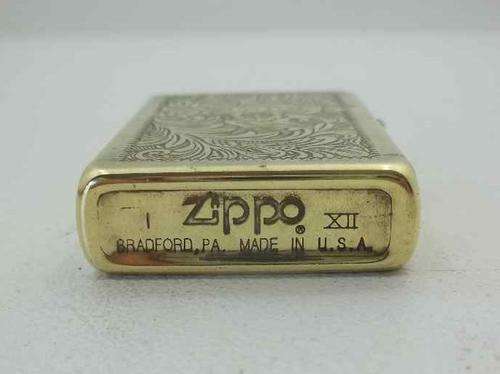 I Zippo ® XII
BRADFORD, PA. MADE IN U.S.A.